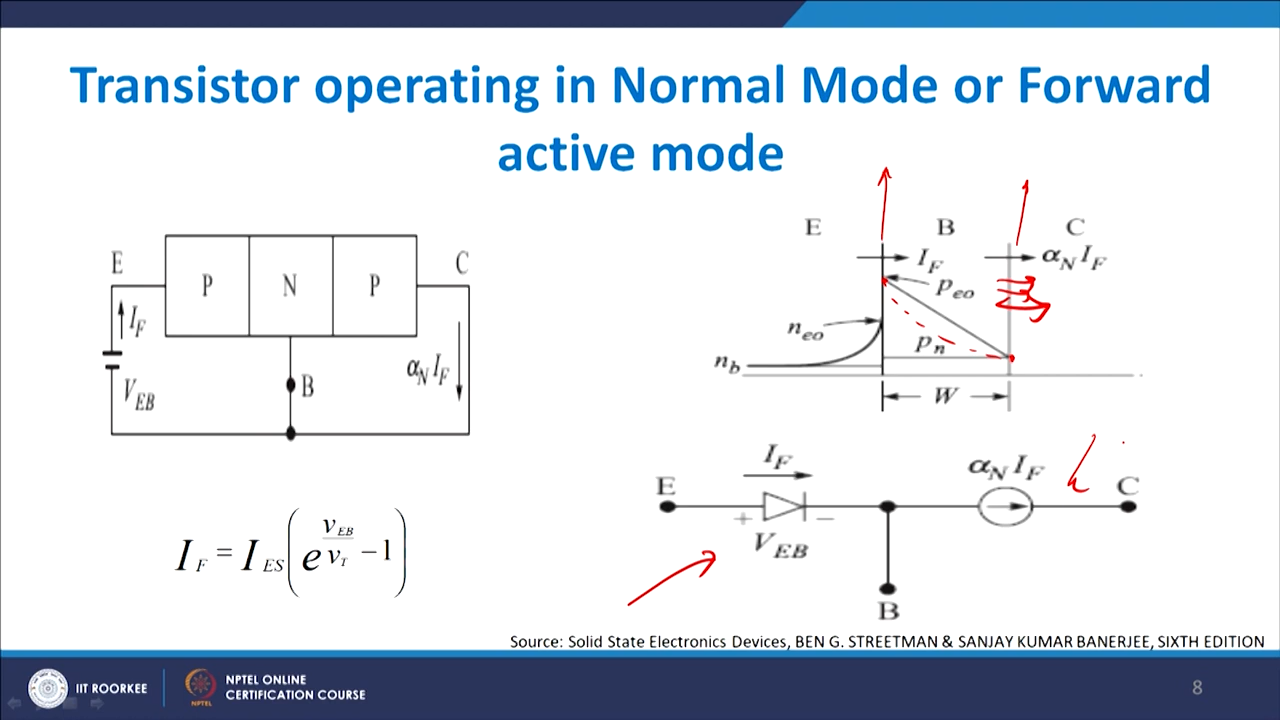 Transistor operating in Normal Mode or Forward
active mode
E
P
N
P
C
I_F
V_EB
B
α_N I_F
I_F = I_ES (e^(v_EB / v_T) − 1)
E
B
C
I_F
α_N I_F
p_eo
n_eo
p_n
n_b
W
I_F
α_N I_F
E
C
+
−
V_EB
B
Source: Solid State Electronics Devices, BEN G. STREETMAN & SANJAY KUMAR BANERJEE, SIXTH EDITION
IIT ROORKEE
NPTEL ONLINE
CERTIFICATION COURSE
8